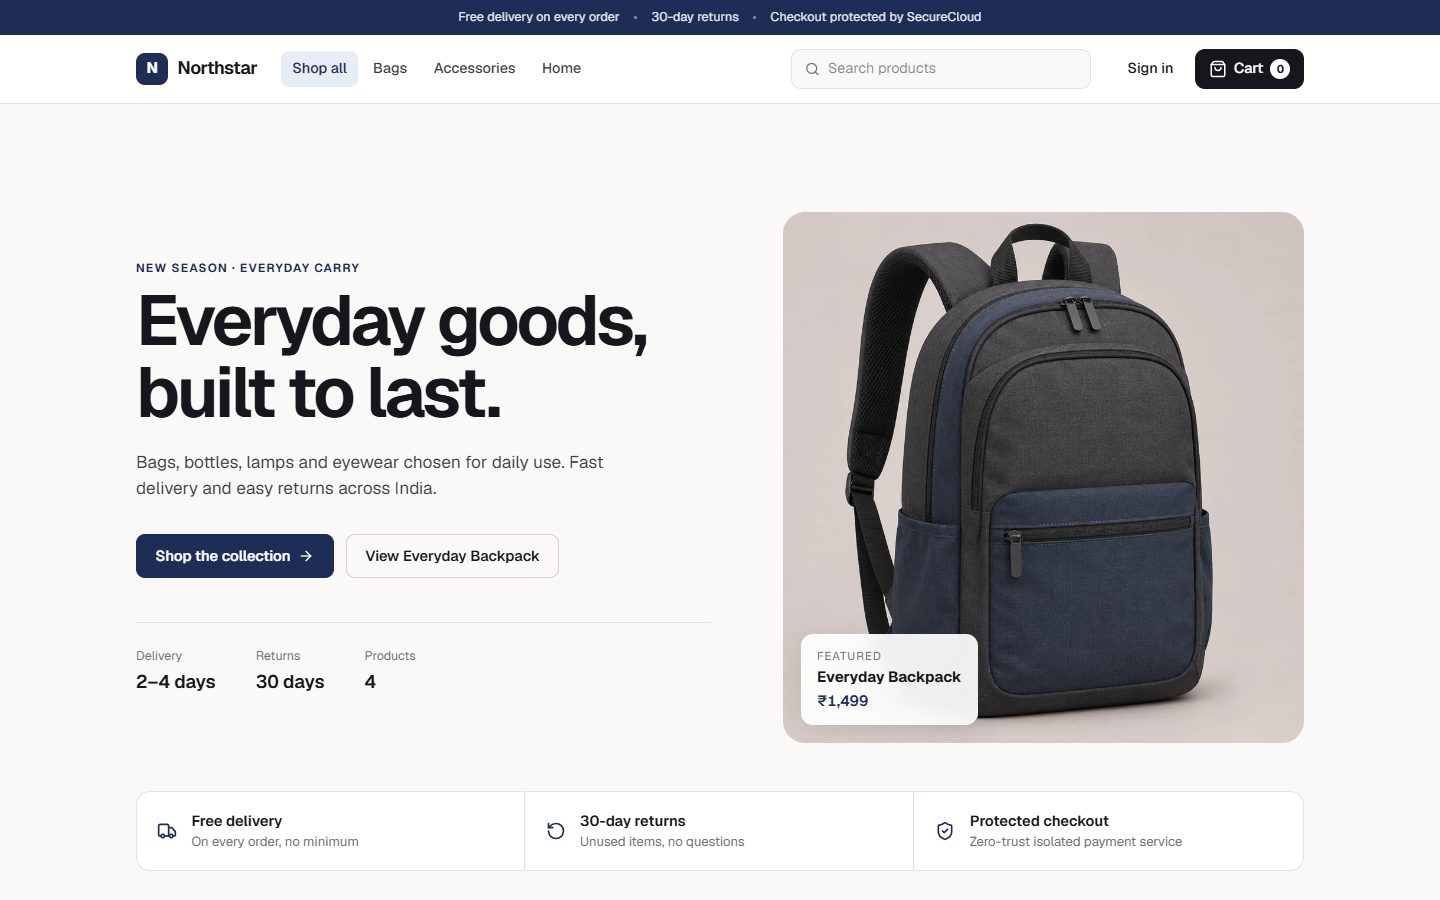 Free delivery on every order • 30-day returns • Checkout protected by SecureCloud
N Northstar Shop all Bags Accessories Home Search products Sign in Cart 0
NEW SEASON · EVERYDAY CARRY
Everyday goods,
built to last.
Bags, bottles, lamps and eyewear chosen for daily use. Fast
delivery and easy returns across India.
Shop the collection → View Everyday Backpack
Delivery Returns Products
2–4 days 30 days 4
FEATURED
Everyday Backpack
₹1,499
Free delivery
On every order, no minimum
30-day returns
Unused items, no questions
Protected checkout
Zero-trust isolated payment service